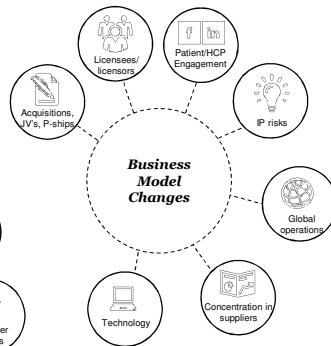 Licensees/
licensors
f in
Patient/HCP
Engagement
Acquisitions,
JV's, P-ships
IP risks
Business
Model
Changes
Global
operations
Concentration in
suppliers
Technology